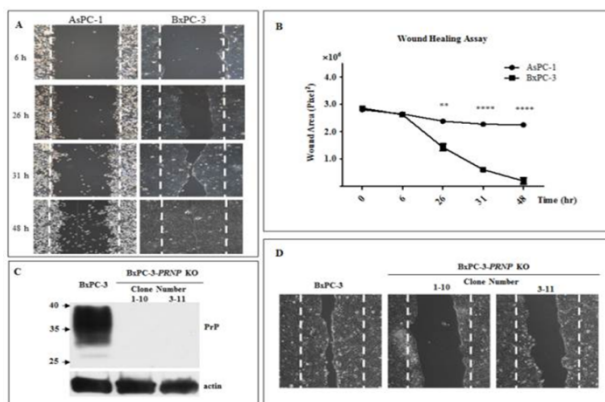 A
AsPC-1 BxPC-3
6 h
26 h
31 h
48 h
B
Wound Healing Assay
×10⁶
AsPC-1
BxPC-3
** **** ****
4.0
3.0
2.0
1.0
Wound Area (Pixel²)
0 6 26 31 48 Time (hr)
C
BxPC-3-PRNP KO
BxPC-3 Clone Number
1-10 3-11
40
35
25
PrP
actin
D
BxPC-3-PRNP KO
Clone Number
BxPC-3 1-10 3-11